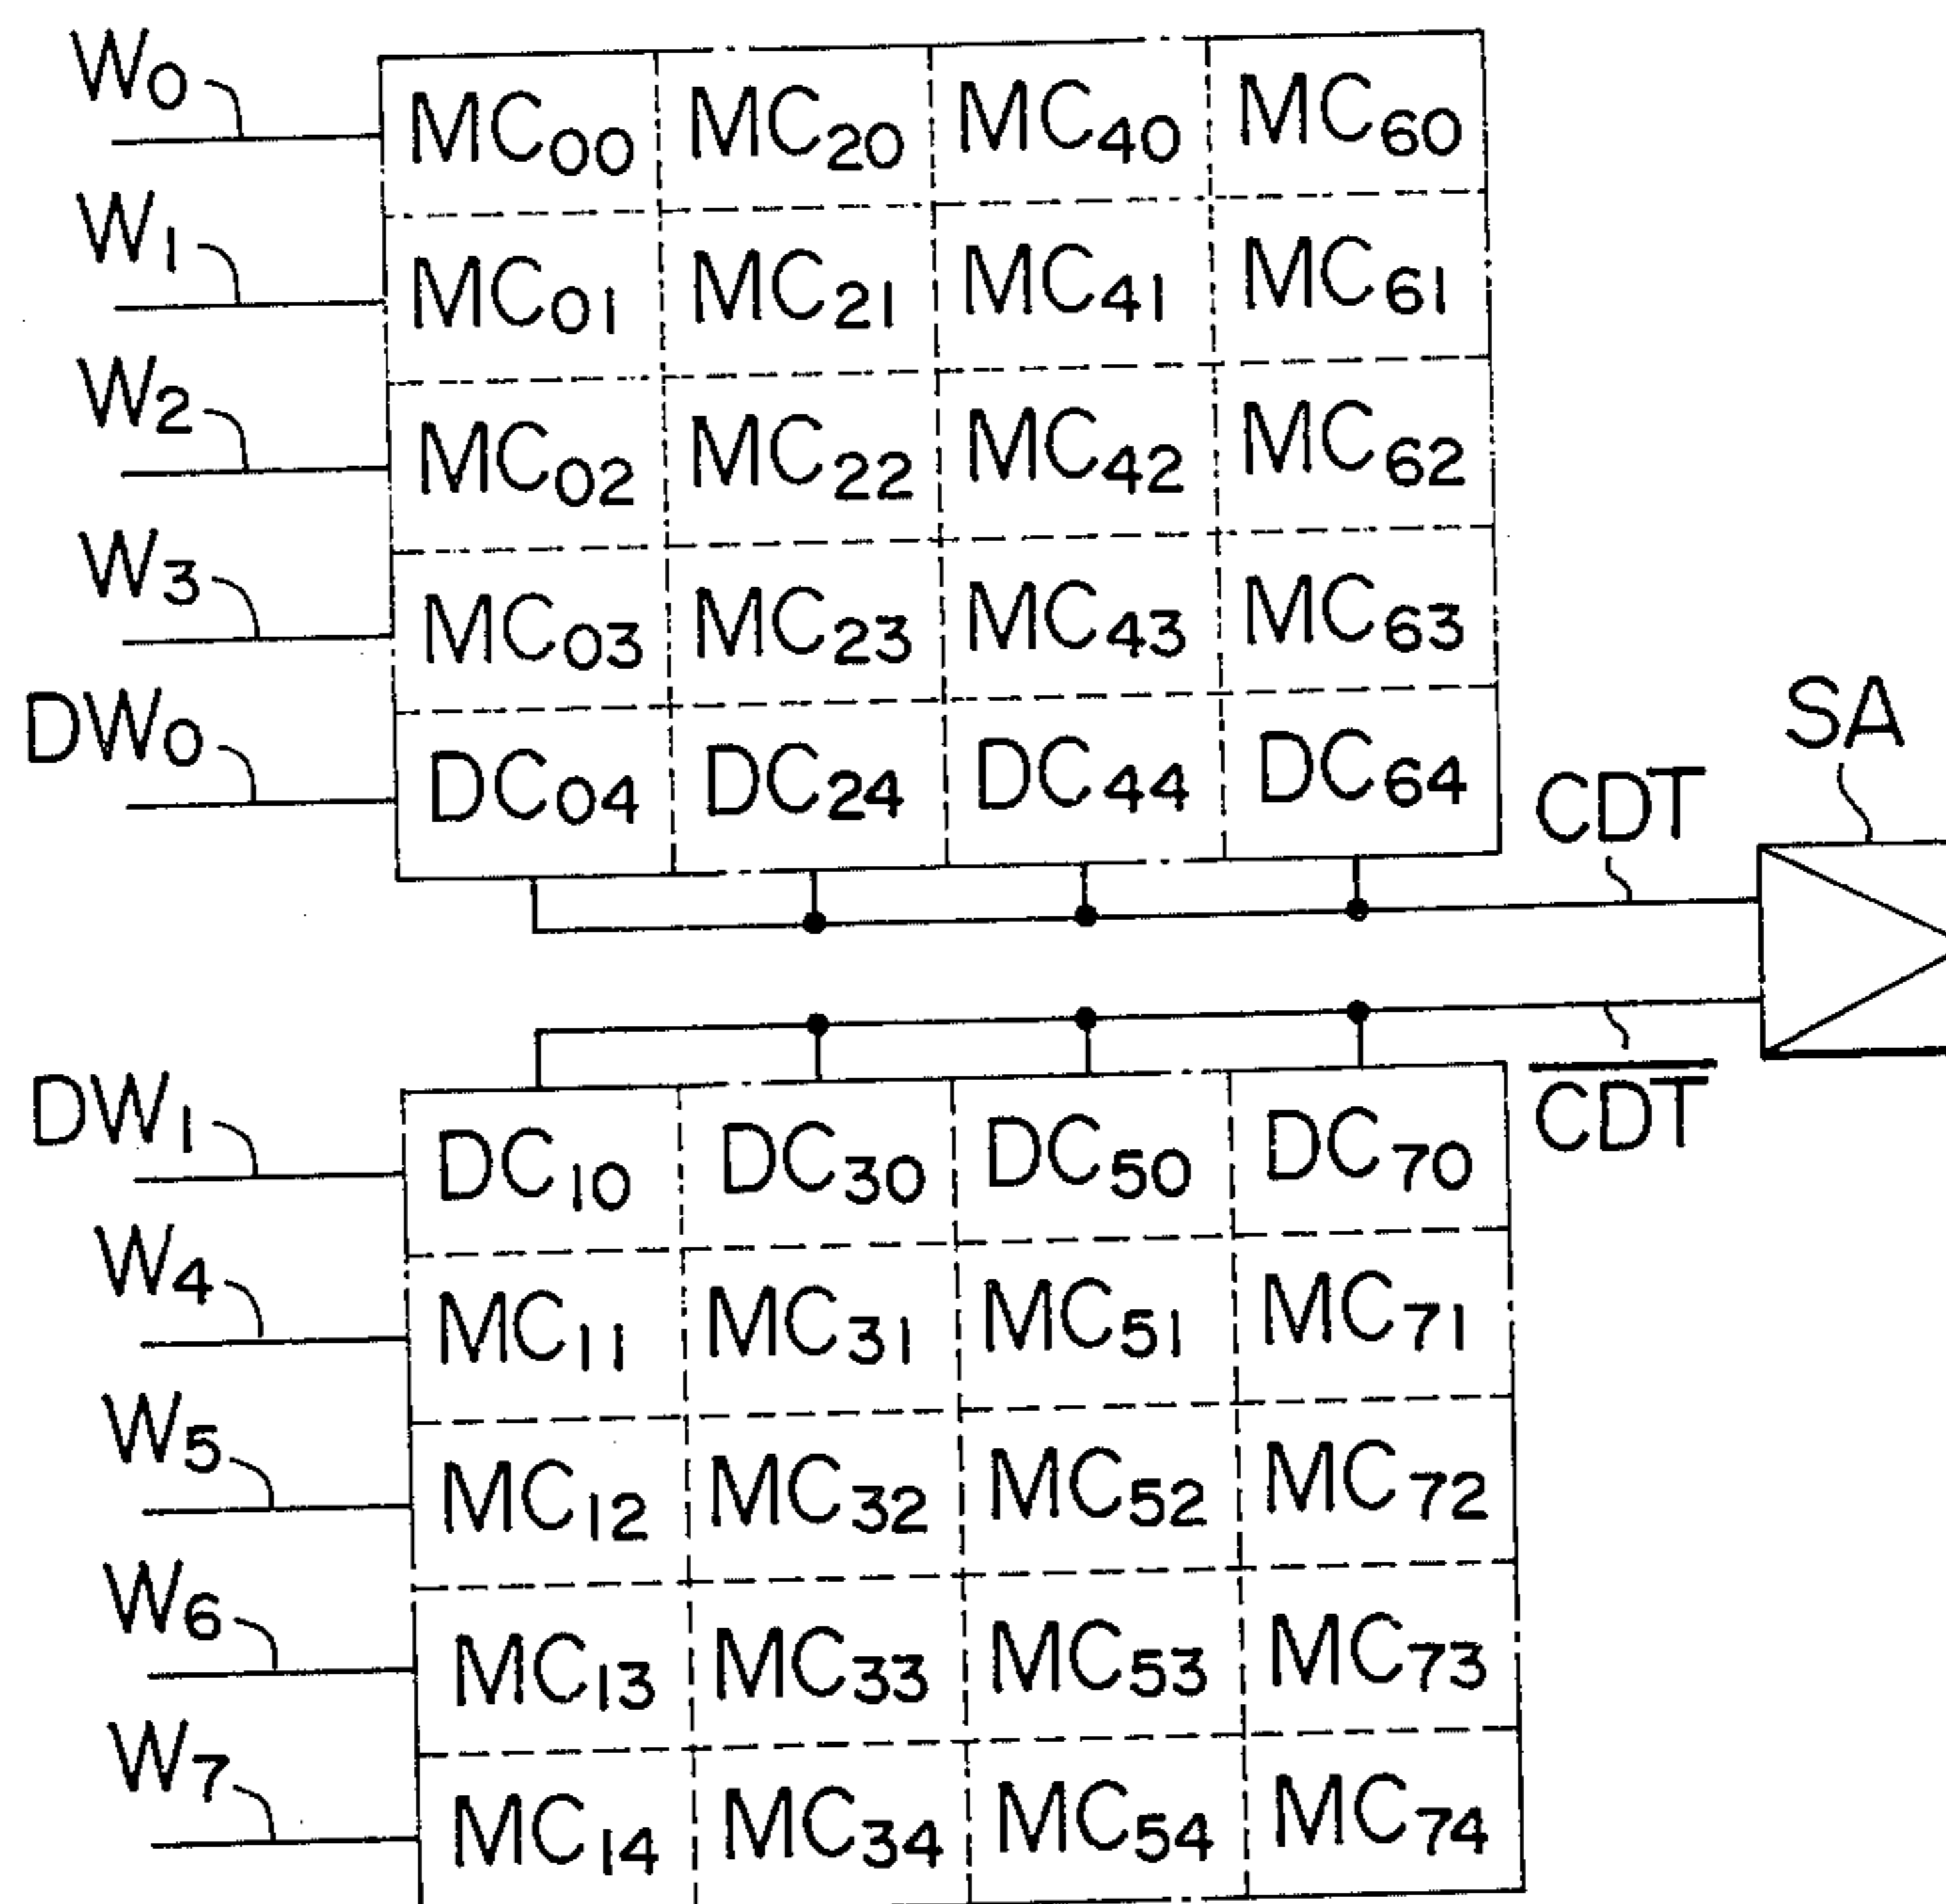 W0 MC00 MC20 MC40 MC60
W1 MC01 MC21 MC41 MC61
W2 MC02 MC22 MC42 MC62
W3 MC03 MC23 MC43 MC63
DW0 DC04 DC24 DC44 DC64
SA
CDT
C̅D̅T̅
DW1 DC10 DC30 DC50 DC70
W4 MC11 MC31 MC51 MC71
W5 MC12 MC32 MC52 MC72
W6 MC13 MC33 MC53 MC73
W7 MC14 MC34 MC54 MC74